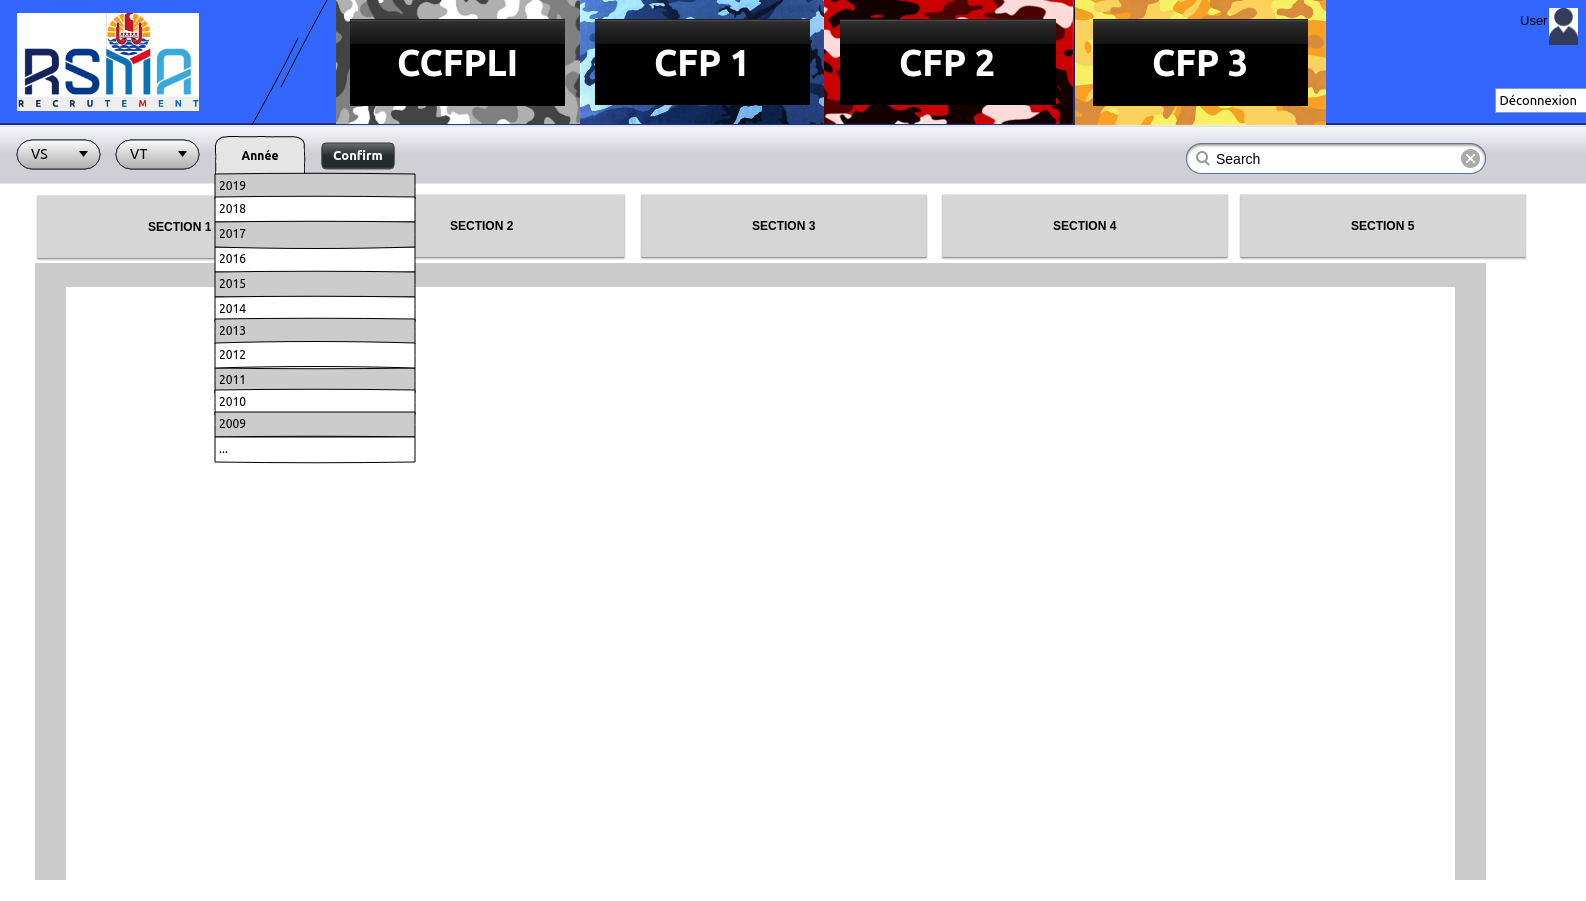 RSMA
RECRUTEMENT
CCFPLI
CFP 1
CFP 2
CFP 3
User
Déconnexion
VS
VT
Année
Confirm
Search
2019
2018
2017
2016
2015
2014
2013
2012
2011
2010
2009
...
SECTION 1
SECTION 2
SECTION 3
SECTION 4
SECTION 5